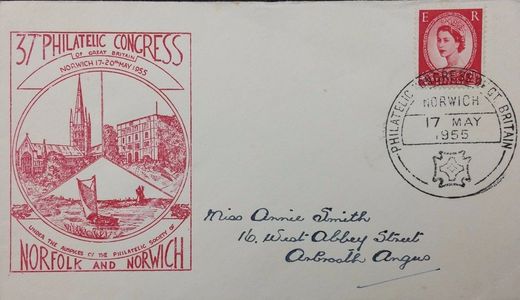 37th PHILATELIC CONGRESS
OF GREAT BRITAIN
NORWICH 17-20TH MAY 1955
UNDER THE AUSPICES OF THE PHILATELIC SOCIETY OF
NORFOLK AND NORWICH
E R
PHILATELIC CONGRESS GT. BRITAIN
NORWICH
17 MAY
1955
Miss Annie Smith
16, West Abbey Street
Arbroath Angus